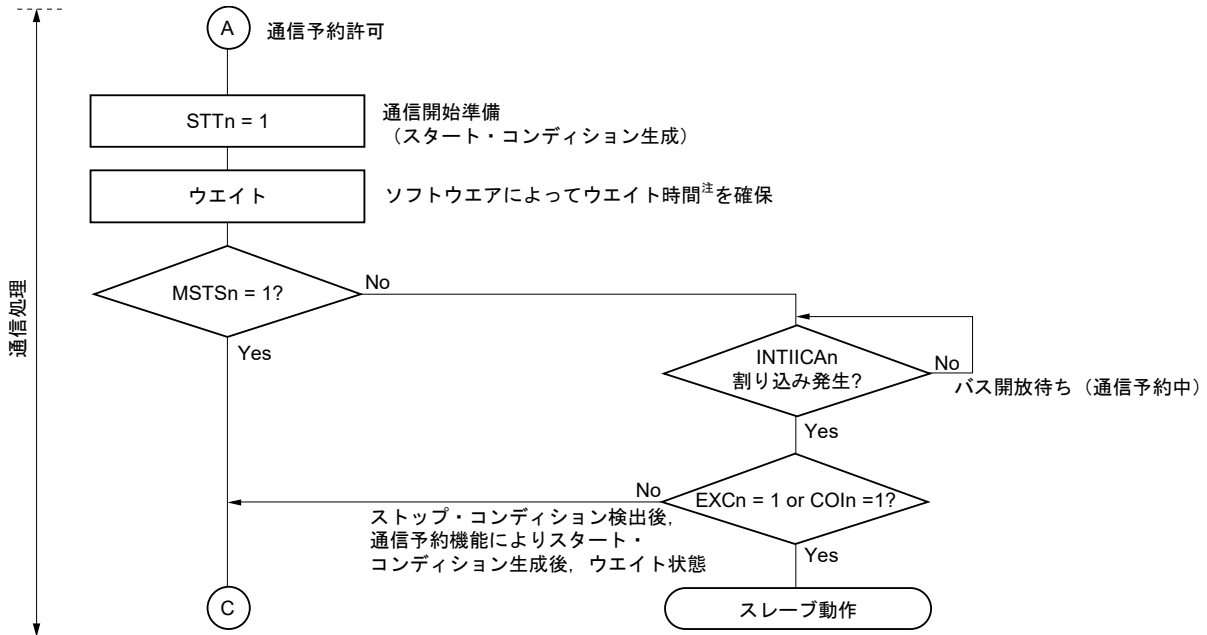 A 通信予約許可
STTn = 1
通信開始準備
（スタート・コンディション生成）
ウエイト
ソフトウエアによってウエイト時間注を確保
MSTSn = 1?
No
Yes
通信処理
INTIICAn
割り込み発生?
No
バス開放待ち（通信予約中）
Yes
EXCn = 1 or COIn =1?
No
ストップ・コンディション検出後,
通信予約機能によりスタート・
コンディション生成後, ウエイト状態
Yes
C
スレーブ動作